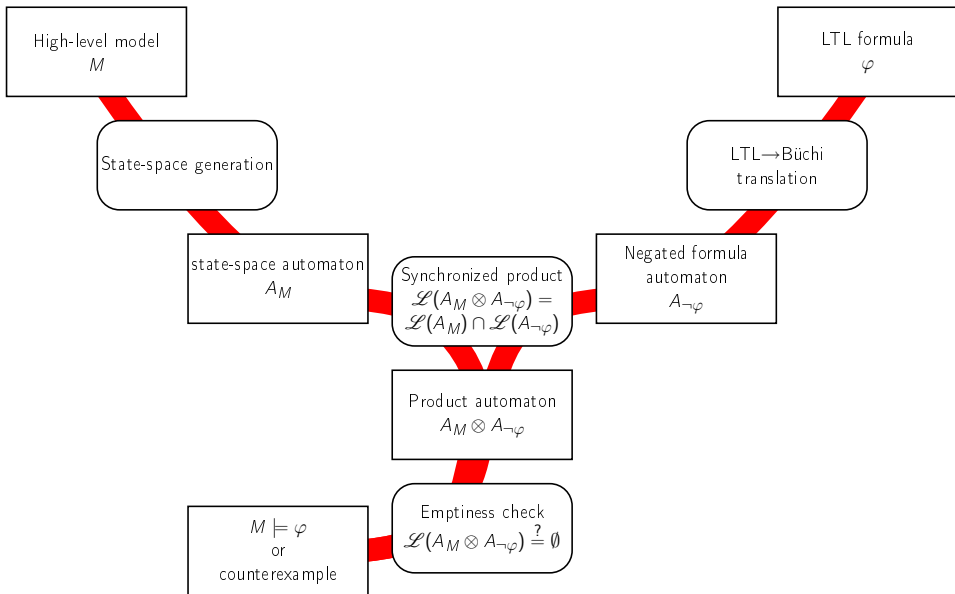 High-level model
M
LTL formula
φ
State-space generation
LTL→Büchi
translation
state-space automaton
A_M
Synchronized product
ℒ(A_M ⊗ A_¬φ) =
ℒ(A_M) ∩ ℒ(A_¬φ)
Negated formula
automaton
A_¬φ
Product automaton
A_M ⊗ A_¬φ
Emptiness check
ℒ(A_M ⊗ A_¬φ) ≟ ∅
M ⊨ φ
or
counterexample